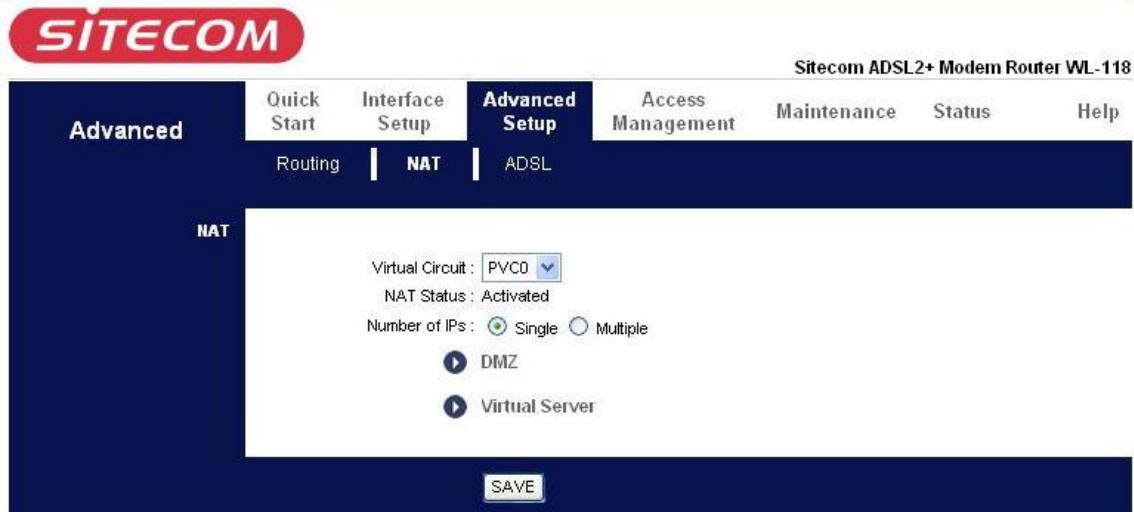 SITECOM
Sitecom ADSL2+ Modem Router WL-118
Advanced
Quick Start
Interface Setup
Advanced Setup
Access Management
Maintenance
Status
Help
Routing
NAT
ADSL
NAT
Virtual Circuit : PVC0
NAT Status : Activated
Number of IPs : Single Multiple
DMZ
Virtual Server
SAVE